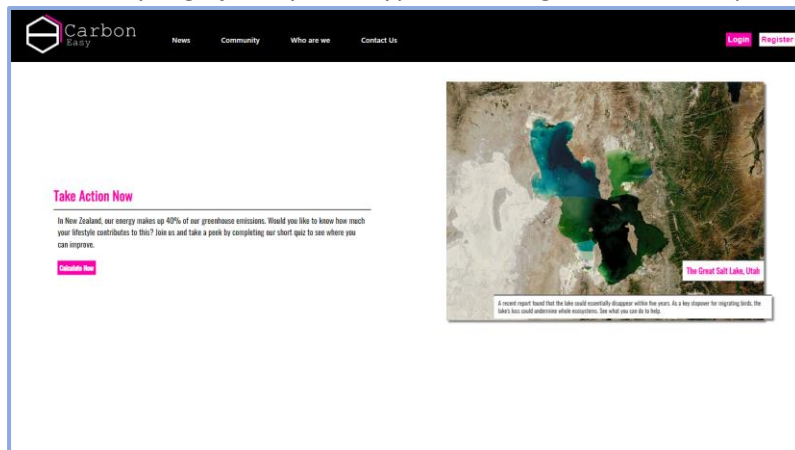 Carbon
Easy
News Community Who are we Contact Us
Login Register
Take Action Now
In New Zealand, our energy makes up 40% of our greenhouse emissions. Would you like to know how much
your lifestyle contributes to this? Join us and take a peek by completing our short quiz to see where you
can improve.
Calculate Now
The Great Salt Lake, Utah
A recent report found that the lake could essentially disappear within five years. As a key stopover for migrating birds, the
lake's loss could undermine whole ecosystems. See what you can do to help.